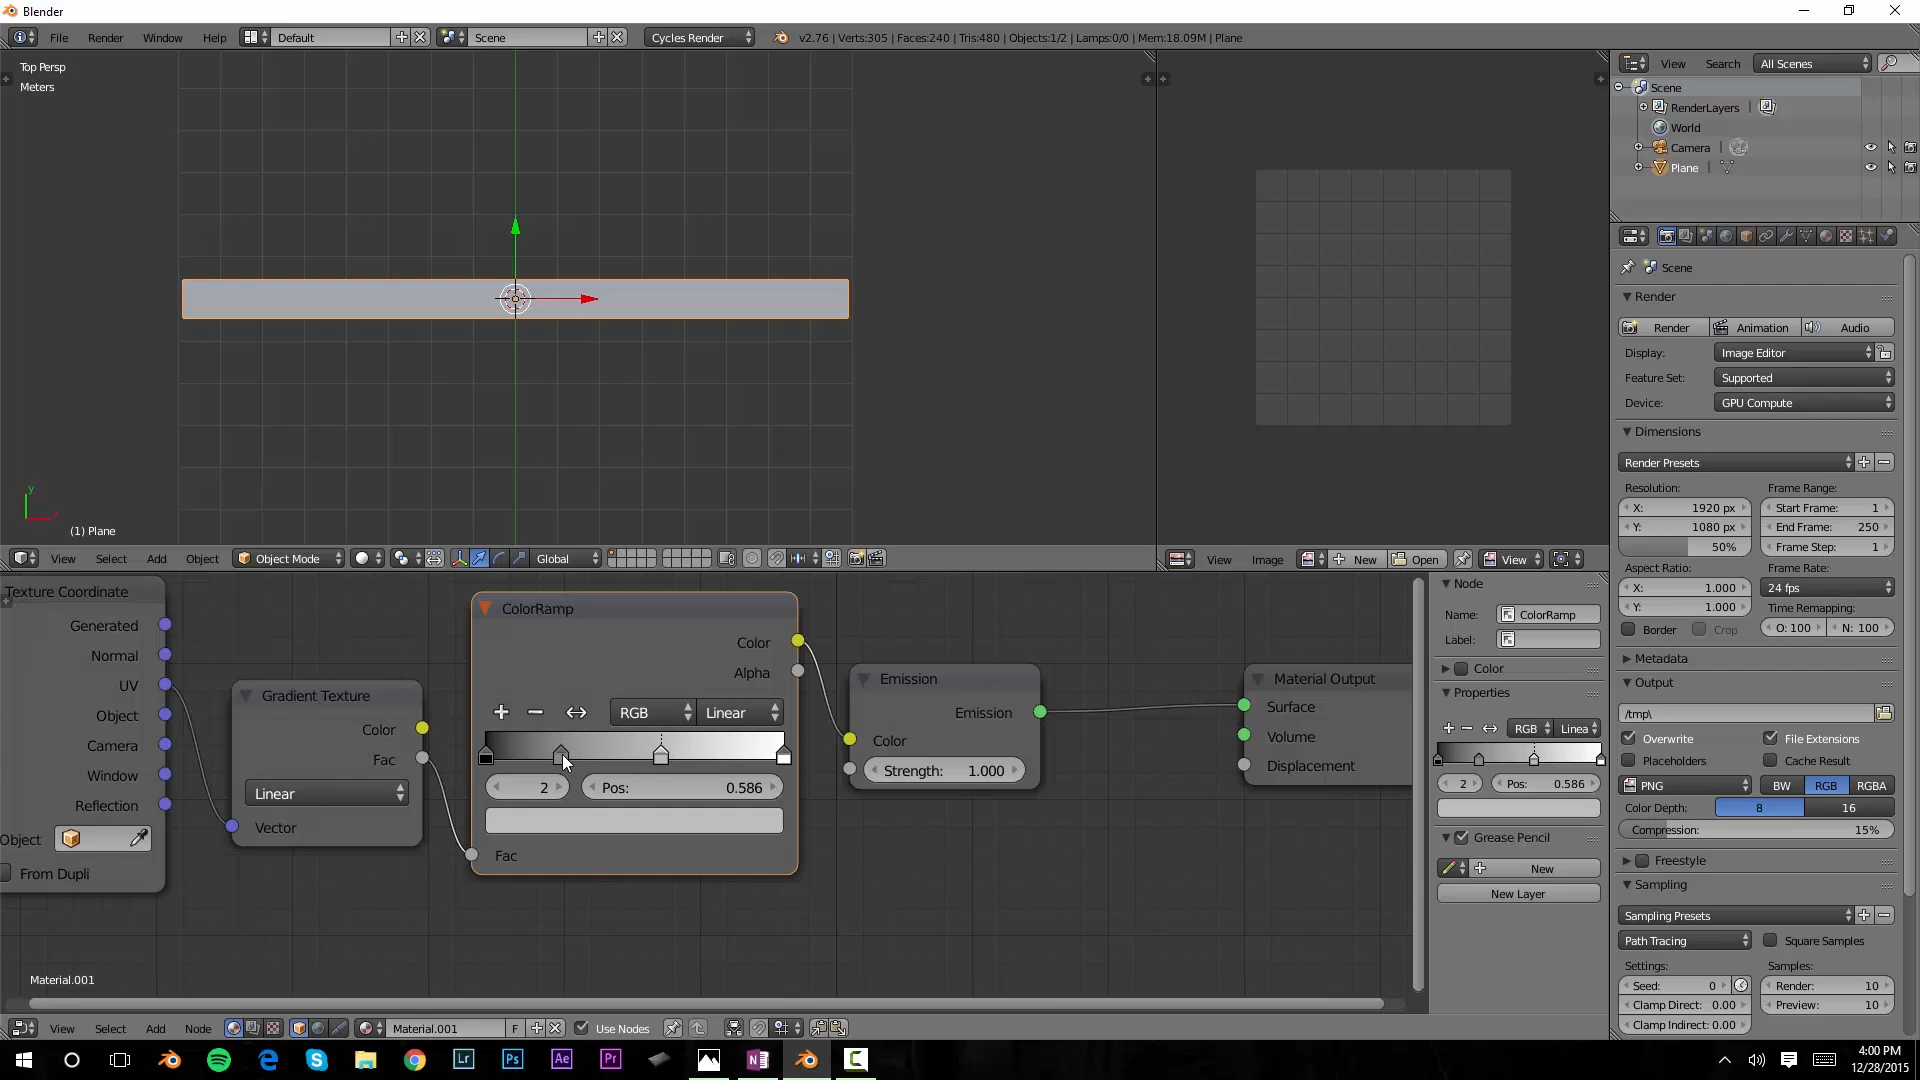 Blender
File Render Window Help Default Scene Cycles Render v2.76 | Verts:305 | Faces:240 | Tris:480 | Objects:1/2 | Lamps:0/0 | Mem:18.09M | Plane
Top Persp
Meters
y
(1) Plane
View Select Add Object Object Mode Global
View Image New Open View
View Search All Scenes
Scene
RenderLayers |
World
Camera |
Plane |
Scene
Render
Render Animation Audio
Display: Image Editor
Feature Set: Supported
Device: GPU Compute
Dimensions
Render Presets
Resolution: Frame Range:
X: 1920 px Start Frame: 1
Y: 1080 px End Frame: 250
50% Frame Step: 1
Aspect Ratio: Frame Rate:
X: 1.000 24 fps
Y: 1.000 Time Remapping:
Border Crop O: 100 N: 100
Metadata
Output
/tmp\
Overwrite File Extensions
Placeholders Cache Result
PNG BW RGB RGBA
Color Depth: 8 16
Compression: 15%
Freestyle
Sampling
Sampling Presets
Path Tracing Square Samples
Settings: Samples:
Seed: 0 Render: 10
Clamp Direct: 0.00 Preview: 10
Clamp Indirect: 0.00
Texture Coordinate
Generated
Normal
UV
Object
Camera
Window
Reflection
Object
From Dupli
Gradient Texture
Color
Fac
Linear
Vector
ColorRamp
Color
Alpha
RGB Linear
2 Pos: 0.586
Fac
Emission
Emission
Color
Strength: 1.000
Material Output
Surface
Volume
Displacement
Node
Name: ColorRamp
Label:
Color
Properties
RGB Linea
2 Pos: 0.586
Grease Pencil
New
New Layer
Material.001
View Select Add Node Material.001 F Use Nodes
Lr Ps Ae Pr N C
4:00 PM
12/28/2015